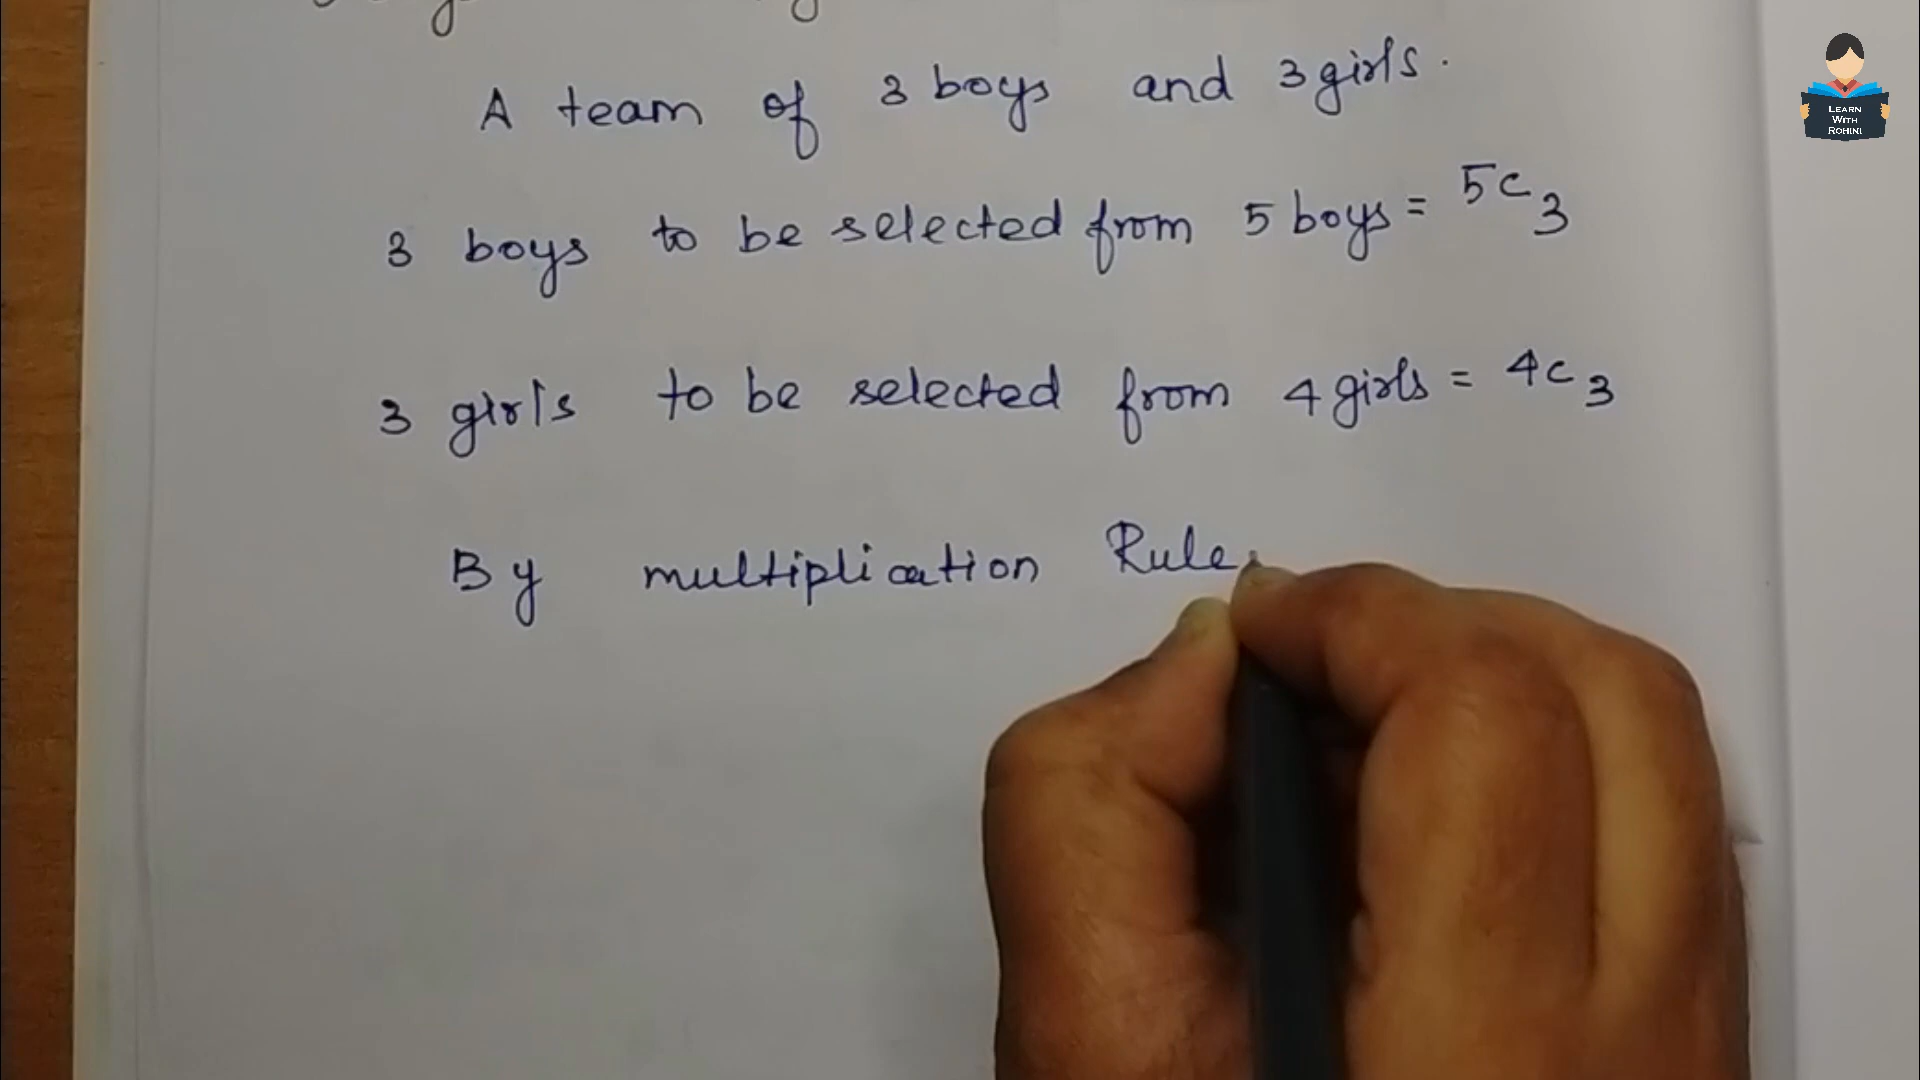 A team of 3 boys and 3 girls.
3 boys to be selected from 5 boys = 5c3
3 girls to be selected from 4 girls = 4c3
By multiplication Rule
LEARN
WITH
ROHINI